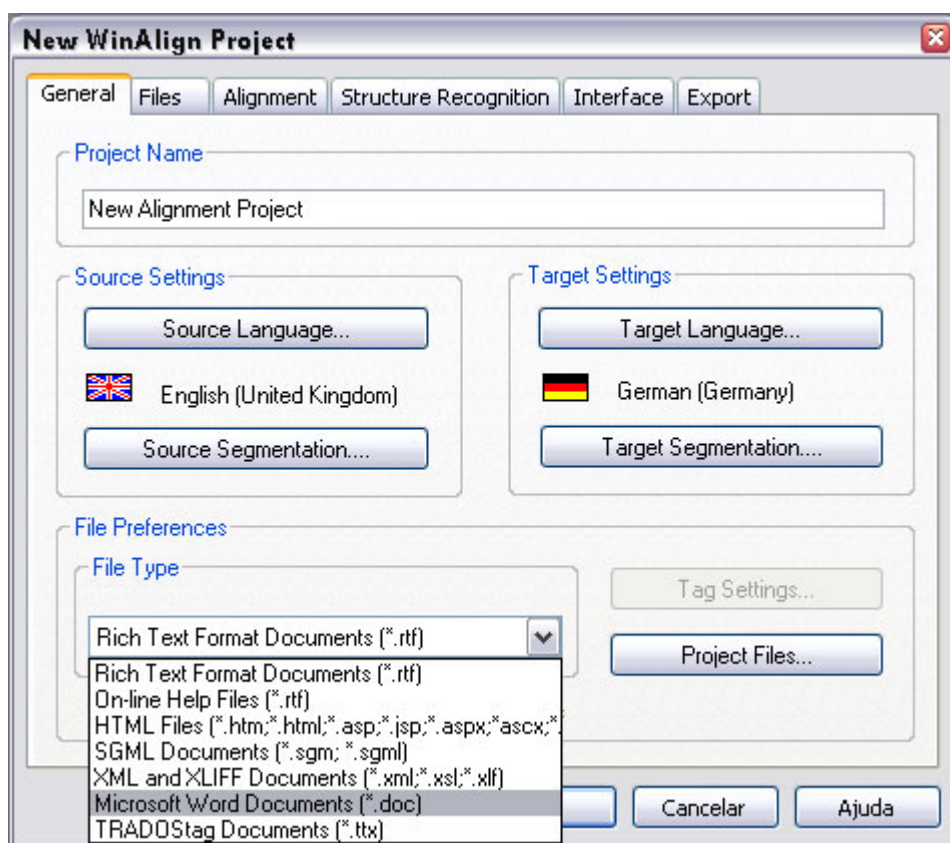 New WinAlign Project
General Files Alignment Structure Recognition Interface Export
Project Name
New Alignment Project
Source Settings Target Settings
Source Language... Target Language...
English (United Kingdom) German (Germany)
Source Segmentation.... Target Segmentation....
File Preferences
File Type
Tag Settings...
Rich Text Format Documents (*.rtf)
Project Files...
Rich Text Format Documents (*.rtf)
On-line Help Files (*.rtf)
HTML Files (*.htm;*.html;*.asp;*.jsp;*.aspx;*ascx;*.
SGML Documents (*.sgm; *.sgml)
XML and XLIFF Documents (*.xml;*.xsl;*.xlf)
Microsoft Word Documents (*.doc)
TRADOStag Documents (*.ttx)
Cancelar Ajuda